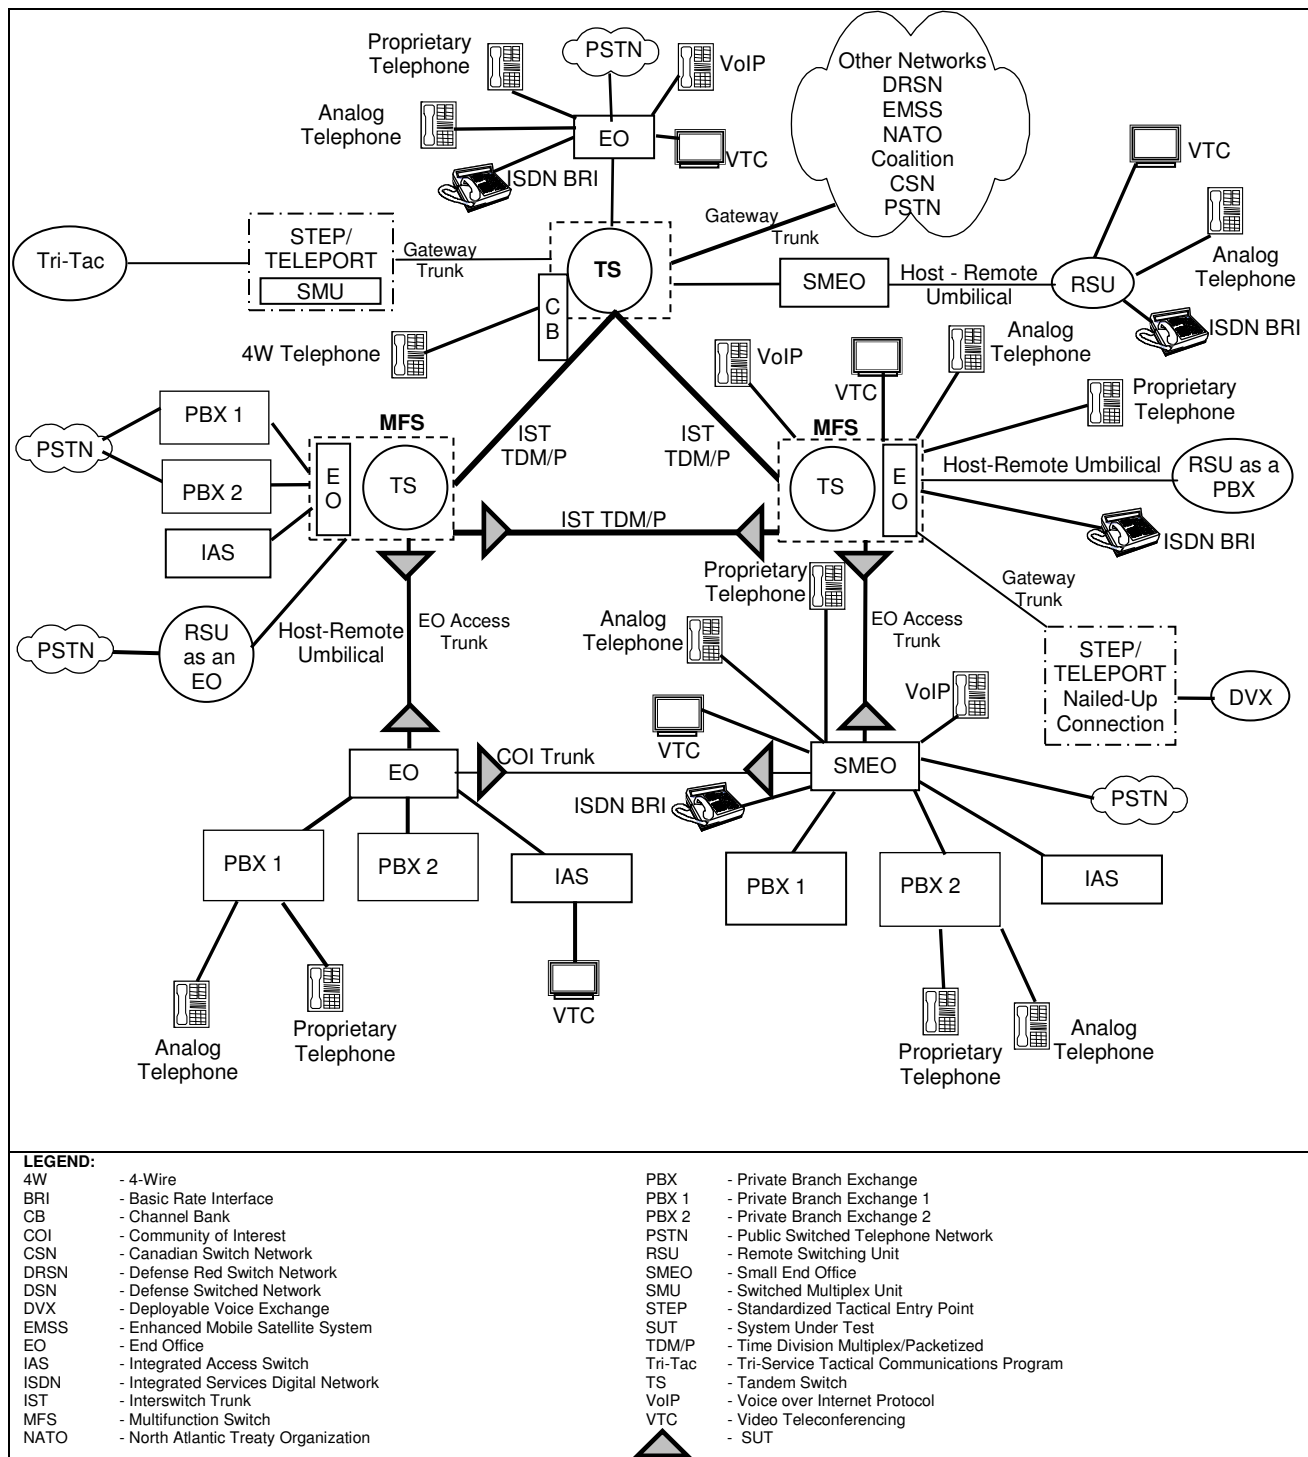 Proprietary
Telephone
PSTN
VoIP
Analog
Telephone
EO
VTC
ISDN BRI
Other Networks
DRSN
EMSS
NATO
Coalition
CSN
PSTN
VTC
Analog
Telephone
ISDN BRI
Tri-Tac
STEP/
TELEPORT
SMU
Gateway
Trunk
TS
Gateway
Trunk
SMEO
Host - Remote
Umbilical
RSU
C
B
4W Telephone
VoIP
VTC
Analog
Telephone
Proprietary
Telephone
PSTN
PBX 1
PBX 2
IAS
MFS
E
O
TS
IST
TDM/P
IST
TDM/P
MFS
TS
E
O
Host-Remote Umbilical
RSU as a
PBX
ISDN BRI
IST TDM/P
Gateway
Trunk
PSTN
RSU
as an
EO
Host-Remote
Umbilical
EO Access
Trunk
Proprietary
Telephone
Analog
Telephone
EO Access
Trunk
STEP/
TELEPORT
Nailed-Up
Connection
DVX
VoIP
VTC
EO
COI Trunk
SMEO
ISDN BRI
PSTN
PBX 1
PBX 2
IAS
PBX 1
PBX 2
IAS
Analog
Telephone
Proprietary
Telephone
VTC
Proprietary
Telephone
Analog
Telephone
LEGEND:
4W - 4-Wire
BRI - Basic Rate Interface
CB - Channel Bank
COI - Community of Interest
CSN - Canadian Switch Network
DRSN - Defense Red Switch Network
DSN - Defense Switched Network
DVX - Deployable Voice Exchange
EMSS - Enhanced Mobile Satellite System
EO - End Office
IAS - Integrated Access Switch
ISDN - Integrated Services Digital Network
IST - Interswitch Trunk
MFS - Multifunction Switch
NATO - North Atlantic Treaty Organization
PBX - Private Branch Exchange
PBX 1 - Private Branch Exchange 1
PBX 2 - Private Branch Exchange 2
PSTN - Public Switched Telephone Network
RSU - Remote Switching Unit
SMEO - Small End Office
SMU - Switched Multiplex Unit
STEP - Standardized Tactical Entry Point
SUT - System Under Test
TDM/P - Time Division Multiplex/Packetized
Tri-Tac - Tri-Service Tactical Communications Program
TS - Tandem Switch
VoIP - Voice over Internet Protocol
VTC - Video Teleconferencing
- SUT